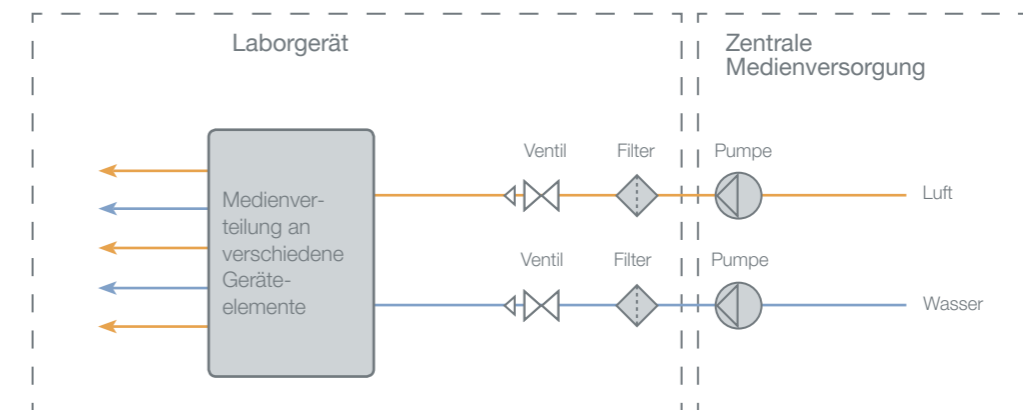 Laborgerät
Zentrale
Medienversorgung
Ventil
Filter
Pumpe
Luft
Medienver-
teilung an
verschiedene
Geräte-
elemente
Ventil
Filter
Pumpe
Wasser